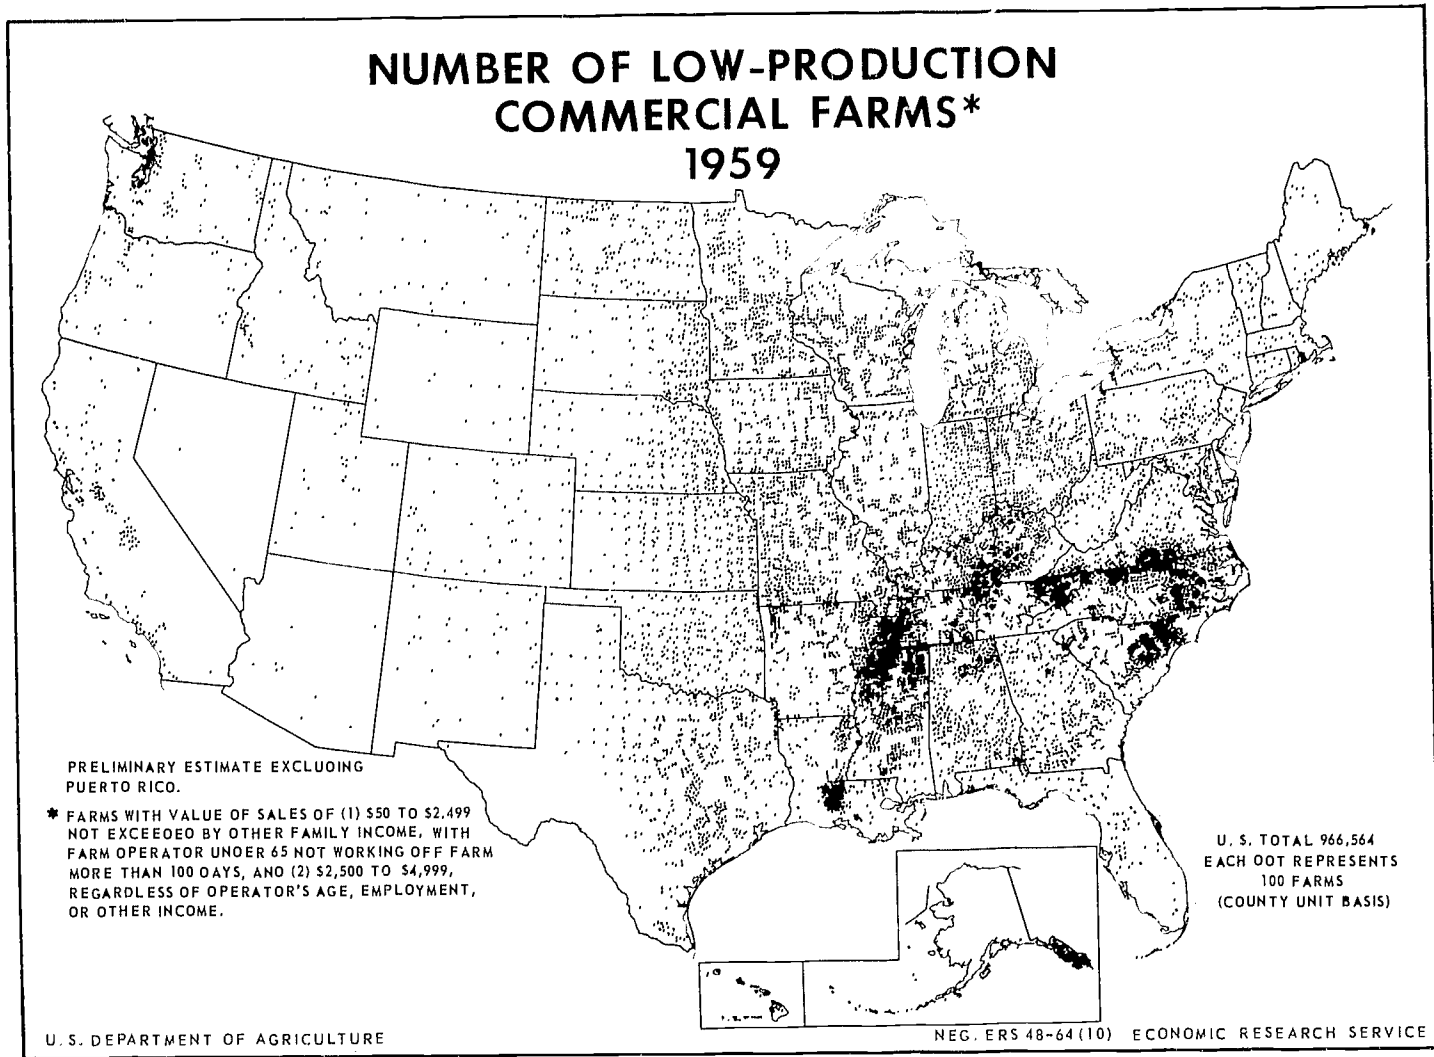 NUMBER OF LOW-PRODUCTION
COMMERCIAL FARMS*
1959
PRELIMINARY ESTIMATE EXCLUOING
PUERTO RICO.
* FARMS WITH VALUE OF SALES OF (1) $50 TO $2,499
NOT EXCEEOEO BY OTHER FAMILY INCOME, WITH
FARM OPERATOR UNDER 65 NOT WORKING OFF FARM
MORE THAN 100 OAYS, ANO (2) $2,500 TO $4,999,
REGARDLESS OF OPERATOR'S AGE, EMPLOYMENT,
OR OTHER INCOME.
U. S. TOTAL 966,564
EACH OOT REPRESENTS
100 FARMS
(COUNTY UNIT BASIS)
U. S. DEPARTMENT OF AGRICULTURE
NEG. ERS 48-64 (10) ECONOMIC RESEARCH SERVICE